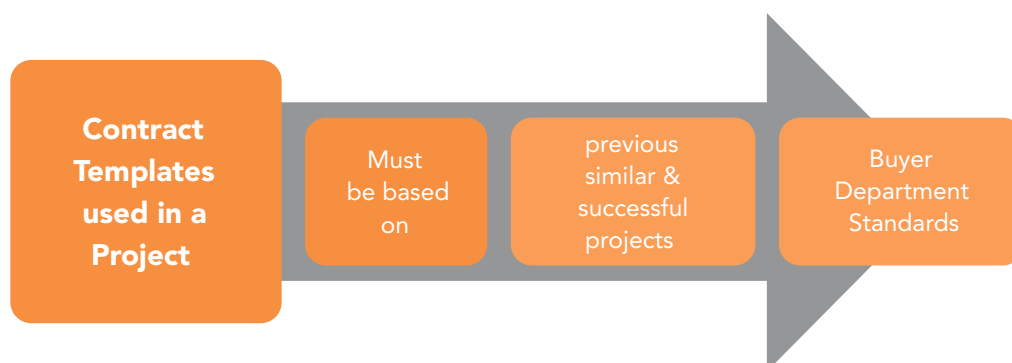 Contract
Templates
used in a
Project
Must
be based
on
previous
similar &
successful
projects
Buyer
Department
Standards